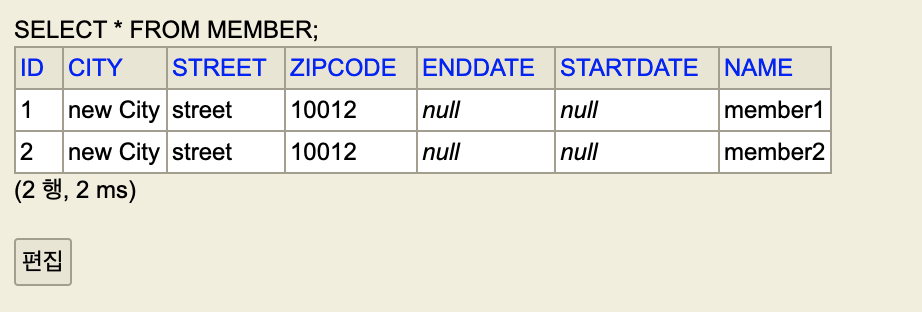 SELECT * FROM MEMBER;
ID CITY STREET ZIPCODE ENDDATE STARTDATE NAME
1 new City street 10012 null null member1
2 new City street 10012 null null member2
(2 행, 2 ms)
편집